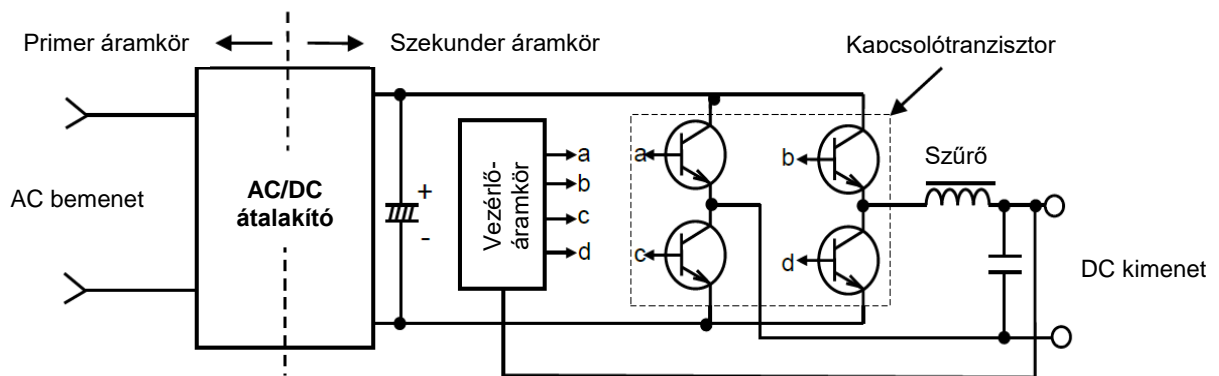 Primer áramkör
Szekunder áramkör
Kapcsolótranzisztor
AC bemenet
AC/DC
átalakító
+
-
Vezérlő-
áramkör
a
b
c
d
a
b
c
d
Szűrő
DC kimenet